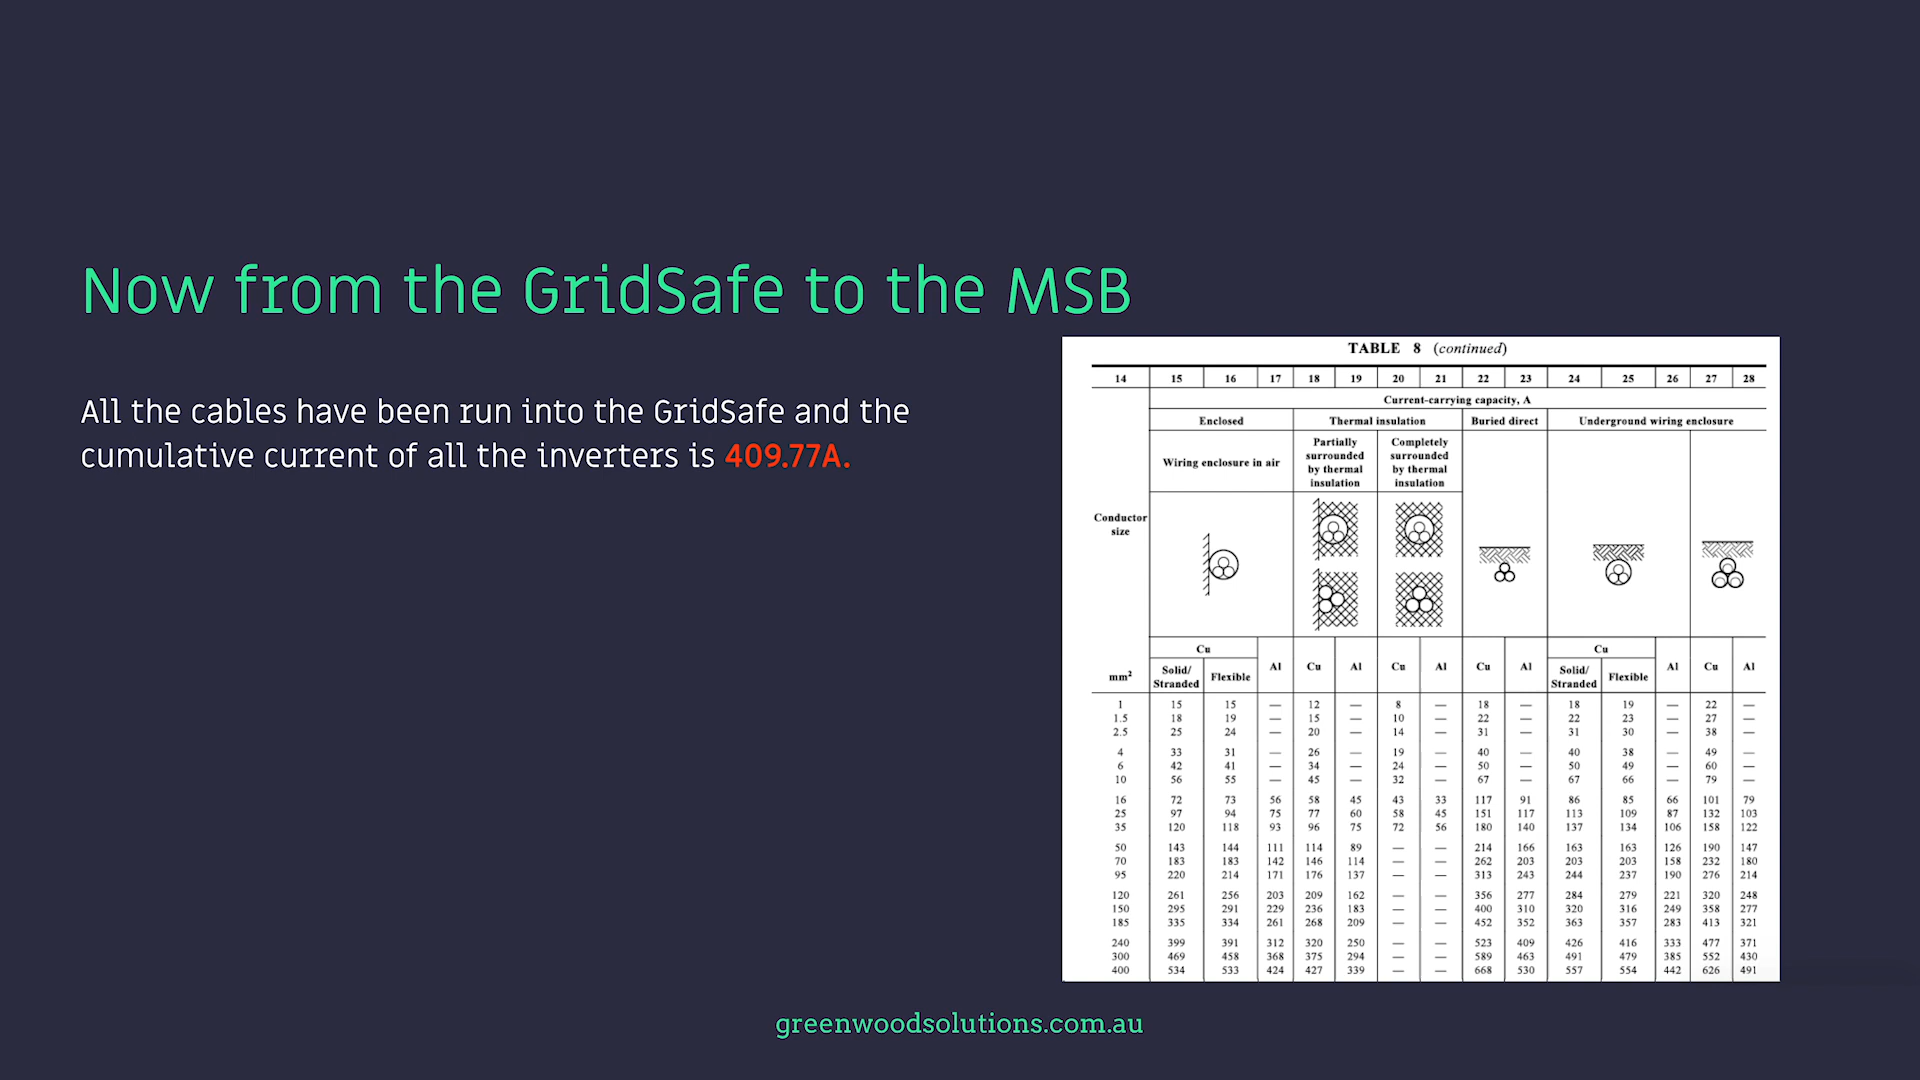 Now from the GridSafe to the MSB
All the cables have been run into the GridSafe and the
cumulative current of all the inverters is 409.77A.
TABLE 8 (continued)
14 15 16 17 18 19 20 21 22 23 24 25 26 27 28
Current-carrying capacity, A
Enclosed Thermal insulation Buried direct Underground wiring enclosure
Wiring enclosure in air
Partially
surrounded
by thermal
insulation
Completely
surrounded
by thermal
insulation
Conductor
size
Cu Al Cu Al Cu Al Cu Al Cu Al Cu Al
mm²
Solid/
Stranded
Flexible
Solid/
Stranded
Flexible
1 15 15 — 12 — 8 — 18 — 18 19 — 22 —
1.5 18 19 — 15 — 10 — 22 — 22 23 — 27 —
2.5 25 24 — 20 — 14 — 31 — 31 30 — 38 —
4 33 31 — 26 — 19 — 40 — 40 38 — 49 —
6 42 41 — 34 — 24 — 50 — 50 49 — 60 —
10 56 55 — 45 — 32 — 67 — 67 66 — 79 —
16 72 73 56 58 45 43 33 117 91 86 85 66 101 79
25 97 94 75 77 60 58 45 151 117 113 109 87 132 103
35 120 118 93 96 75 72 56 180 140 137 134 106 158 122
50 143 144 111 114 89 — — 214 166 163 163 126 190 147
70 183 183 142 146 114 — — 262 203 203 203 158 232 180
95 220 214 171 176 137 — — 313 243 244 237 190 276 214
120 261 256 203 209 162 — — 356 277 284 279 221 320 248
150 295 291 229 236 183 — — 400 310 320 316 249 358 277
185 335 334 261 268 209 — — 452 352 363 357 283 413 321
240 399 391 312 320 250 — — 523 409 426 416 333 477 371
300 469 458 368 375 294 — — 589 463 491 479 385 552 430
400 534 533 424 427 339 — — 668 530 557 554 442 626 491
greenwoodsolutions.com.au